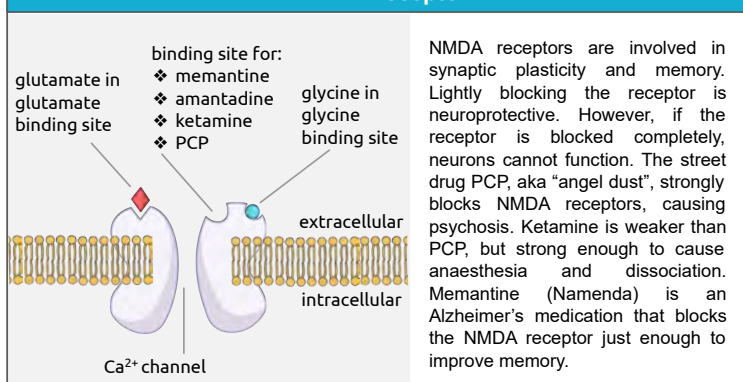 binding site for:
❖ memantine
❖ amantadine
❖ ketamine
❖ PCP
glutamate in
glutamate
binding site
glycine in
glycine
binding site
extracellular
intracellular
Ca²⁺ channel
NMDA receptors are involved in
synaptic plasticity and memory.
Lightly blocking the receptor is
neuroprotective. However, if the
receptor is blocked completely,
neurons cannot function. The street
drug PCP, aka “angel dust”, strongly
blocks NMDA receptors, causing
psychosis. Ketamine is weaker than
PCP, but strong enough to cause
anaesthesia and dissociation.
Memantine (Namenda) is an
Alzheimer’s medication that blocks
the NMDA receptor just enough to
improve memory.